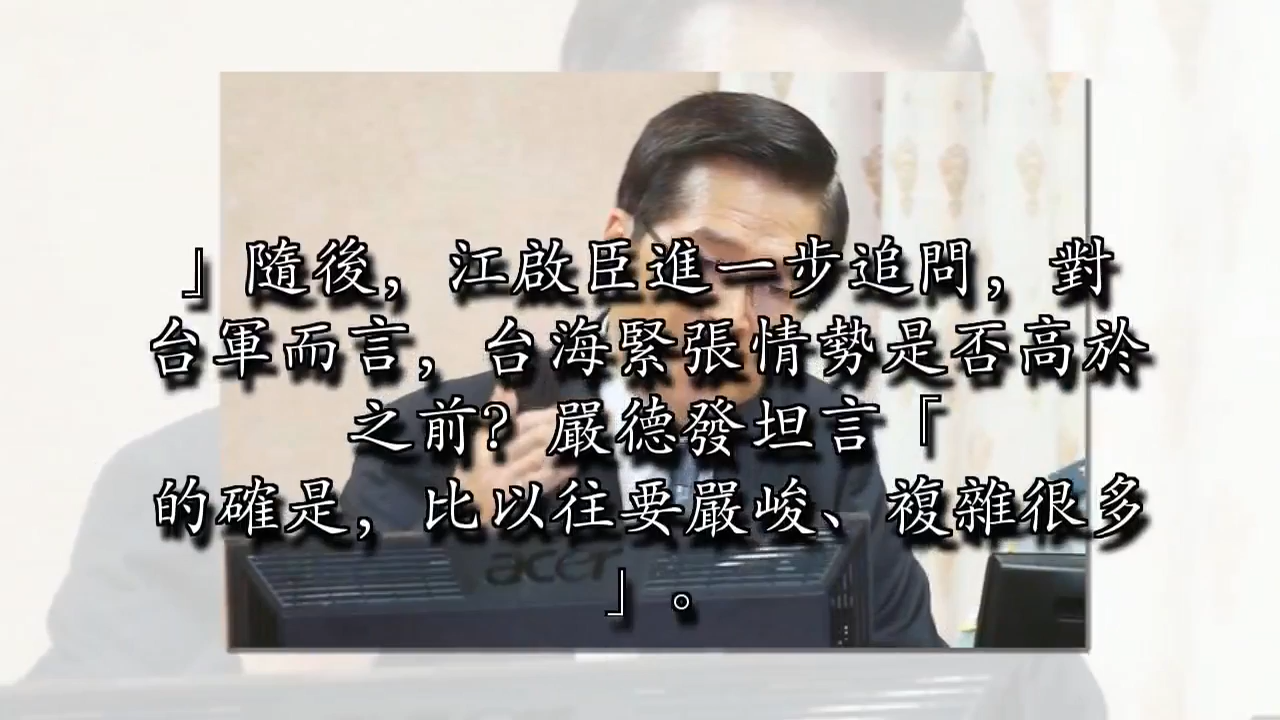 」隨後，江啟臣進一步追問，對
台軍而言，台海緊張情勢是否高於
之前？嚴德發坦言「
的確是，比以往要嚴峻、複雜很多
acer
」。